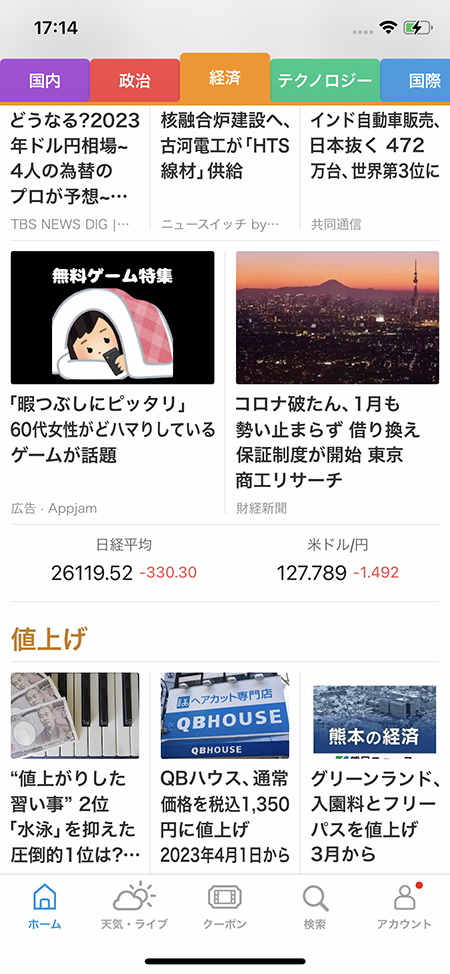 17:14
国内
政治
経済
テクノロジー
国際
どうなる?2023
年ドル円相場~
4人の為替の
プロが予想~…
TBS NEWS DIG |…
核融合炉建設へ、
古河電工が「HTS
線材」供給
ニュースイッチ by…
インド自動車販売、
日本抜く 472
万台、世界第3位に
共同通信
無料ゲーム特集
「暇つぶしにピッタリ」
60代女性がどハマりしている
ゲームが話題
広告・Appjam
コロナ破たん、1月も
勢い止まらず 借り換え
保証制度が開始 東京
商工リサーチ
財経新聞
日経平均
26119.52 -330.30
米ドル/円
127.789 -1.492
値上げ
ヘアカット専門店
QBHOUSE
QBHOUSE
熊本の経済
“値上がりした
習い事” 2位
「水泳」を抑えた
圧倒的1位は?…
QBハウス、通常
価格を税込1,350
円に値上げ
2023年4月1日から
グリーンランド、
入園料とフリー
パスを値上げ
3月から
ホーム
天気・ライブ
クーポン
検索
アカウント